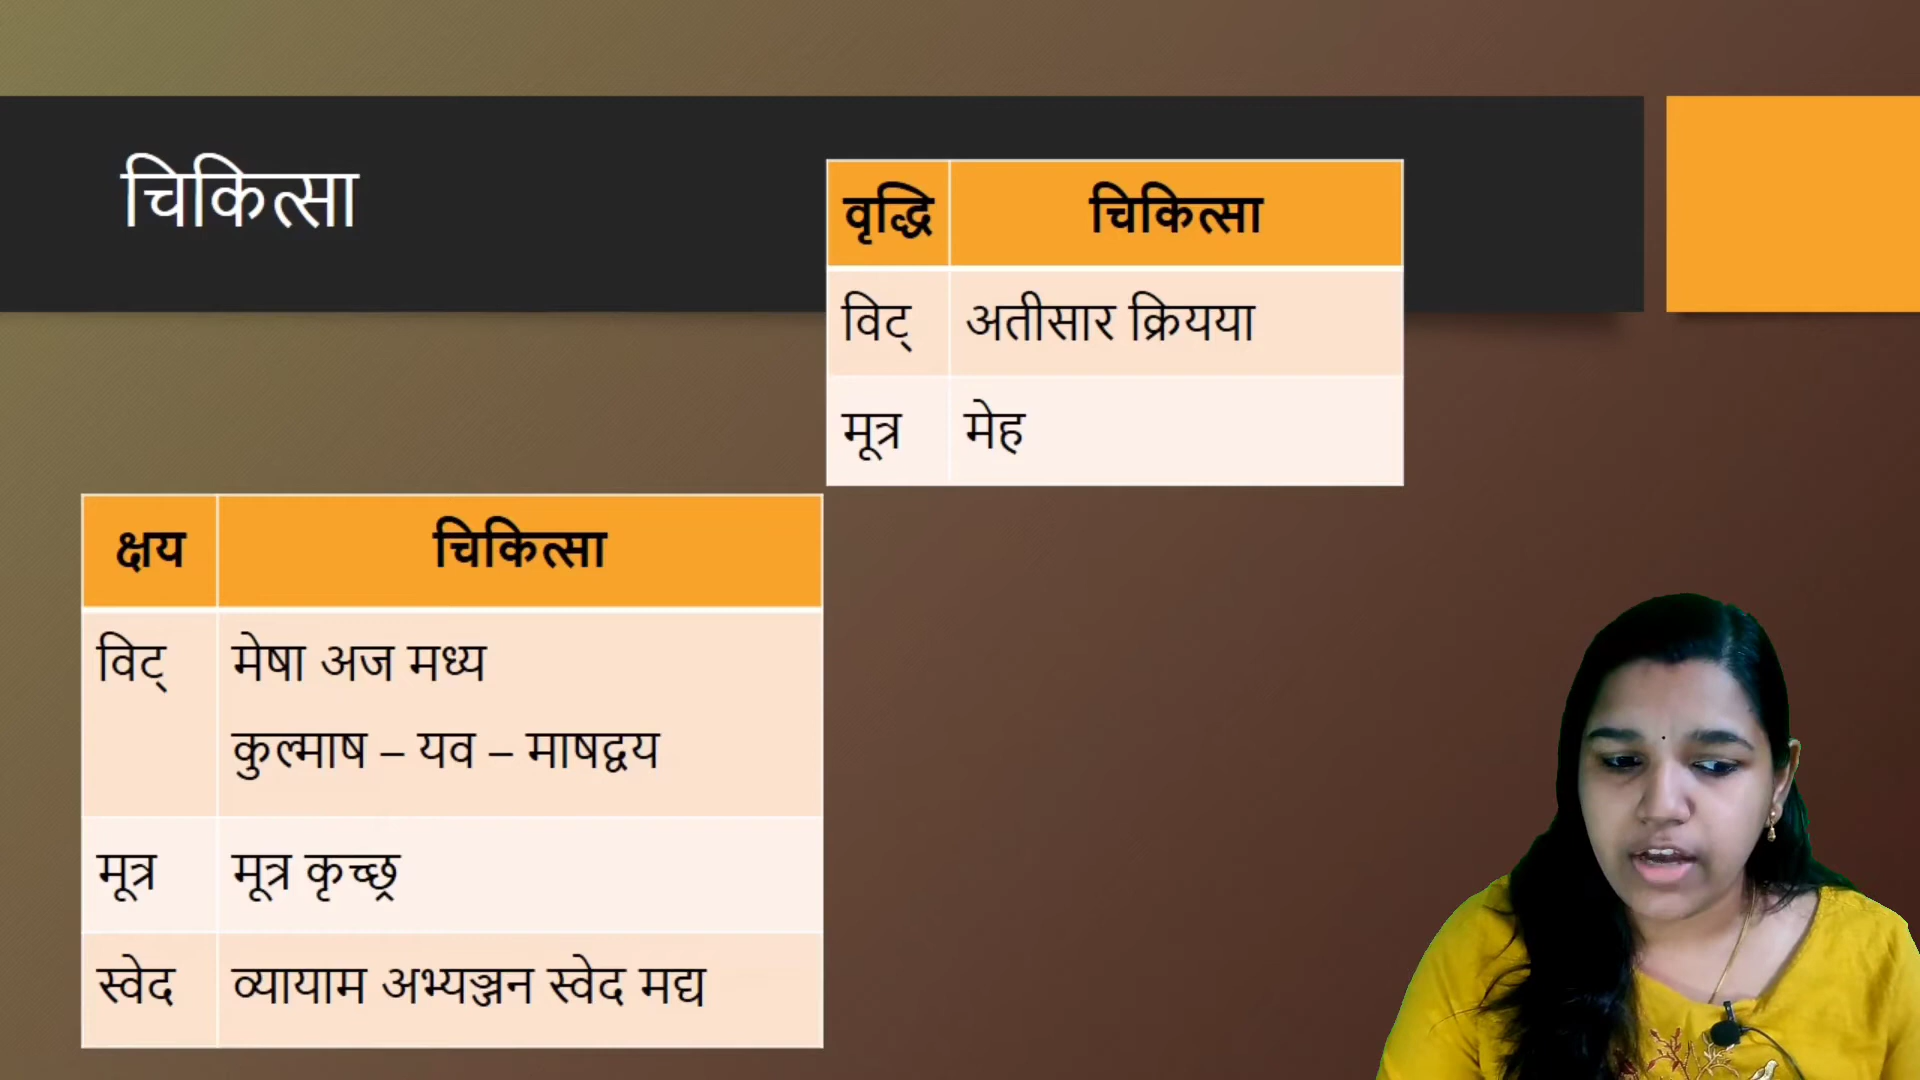 चिकित्सा
वृद्धि चिकित्सा
विट् अतीसार क्रियया
मूत्र मेह
क्षय चिकित्सा
विट् मेषा अज मध्य
कुल्माष – यव – माषद्वय
मूत्र मूत्र कृच्छ्र
स्वेद व्यायाम अभ्यञ्जन स्वेद मद्य